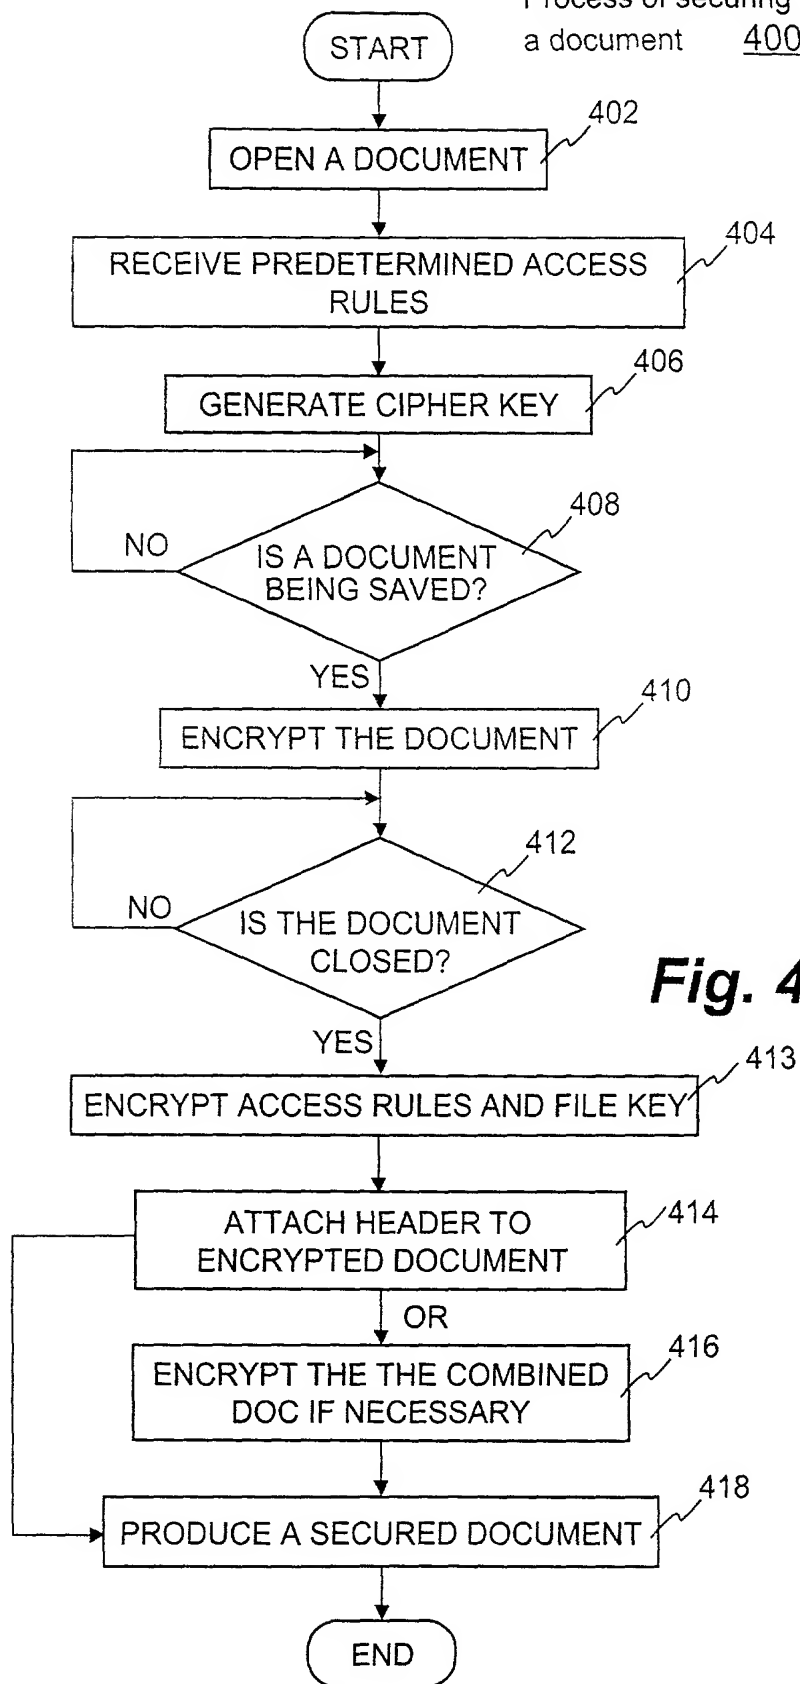 Process of securing
a document 400
START
402
OPEN A DOCUMENT
404
RECEIVE PREDETERMINED ACCESS
RULES
406
GENERATE CIPHER KEY
408
NO
IS A DOCUMENT
BEING SAVED?
YES
410
ENCRYPT THE DOCUMENT
412
NO
IS THE DOCUMENT
CLOSED?
Fig. 4
YES
413
ENCRYPT ACCESS RULES AND FILE KEY
414
ATTACH HEADER TO
ENCRYPTED DOCUMENT
OR
416
ENCRYPT THE THE COMBINED
DOC IF NECESSARY
418
PRODUCE A SECURED DOCUMENT
END